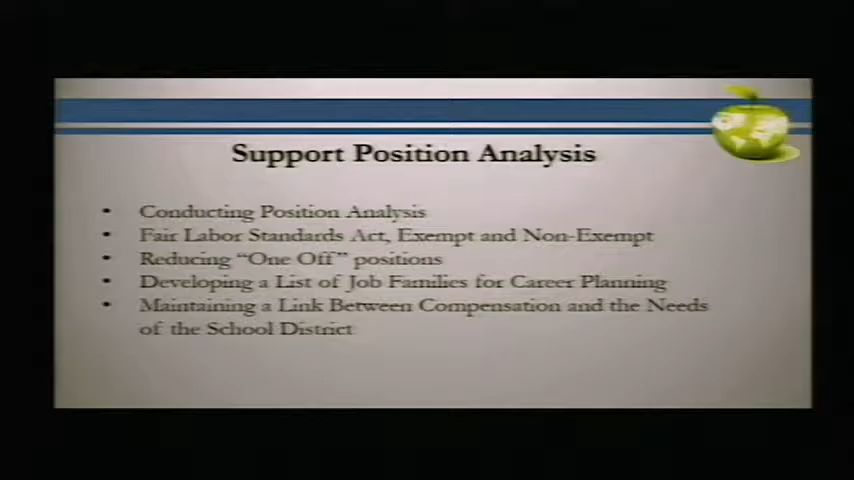 Support Position Analysis
• Conducting Position Analysis
• Fair Labor Standards Act, Exempt and Non-Exempt
• Reducing “One Off” positions
• Developing a List of Job Families for Career Planning
• Maintaining a Link Between Compensation and the Needs
of the School District